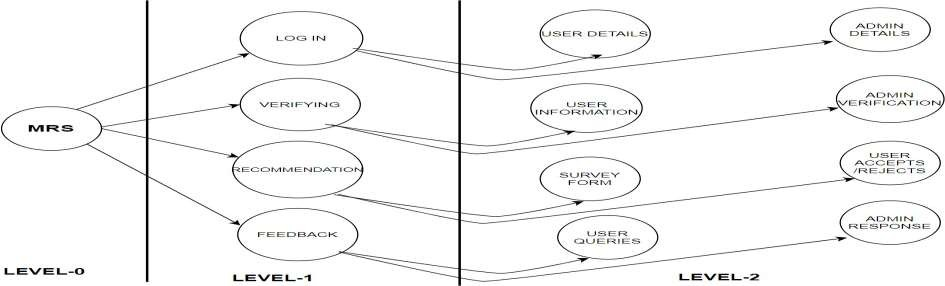 MRS
LOG IN
VERIFYING
RECOMMENDATION
FEEDBACK
USER DETAILS
USER
INFORMATION
SURVEY
FORM
USER
QUERIES
ADMIN
DETAILS
ADMIN
VERIFICATION
USER
ACCEPTS
/REJECTS
ADMIN
RESPONSE
LEVEL-0
LEVEL-1
LEVEL-2